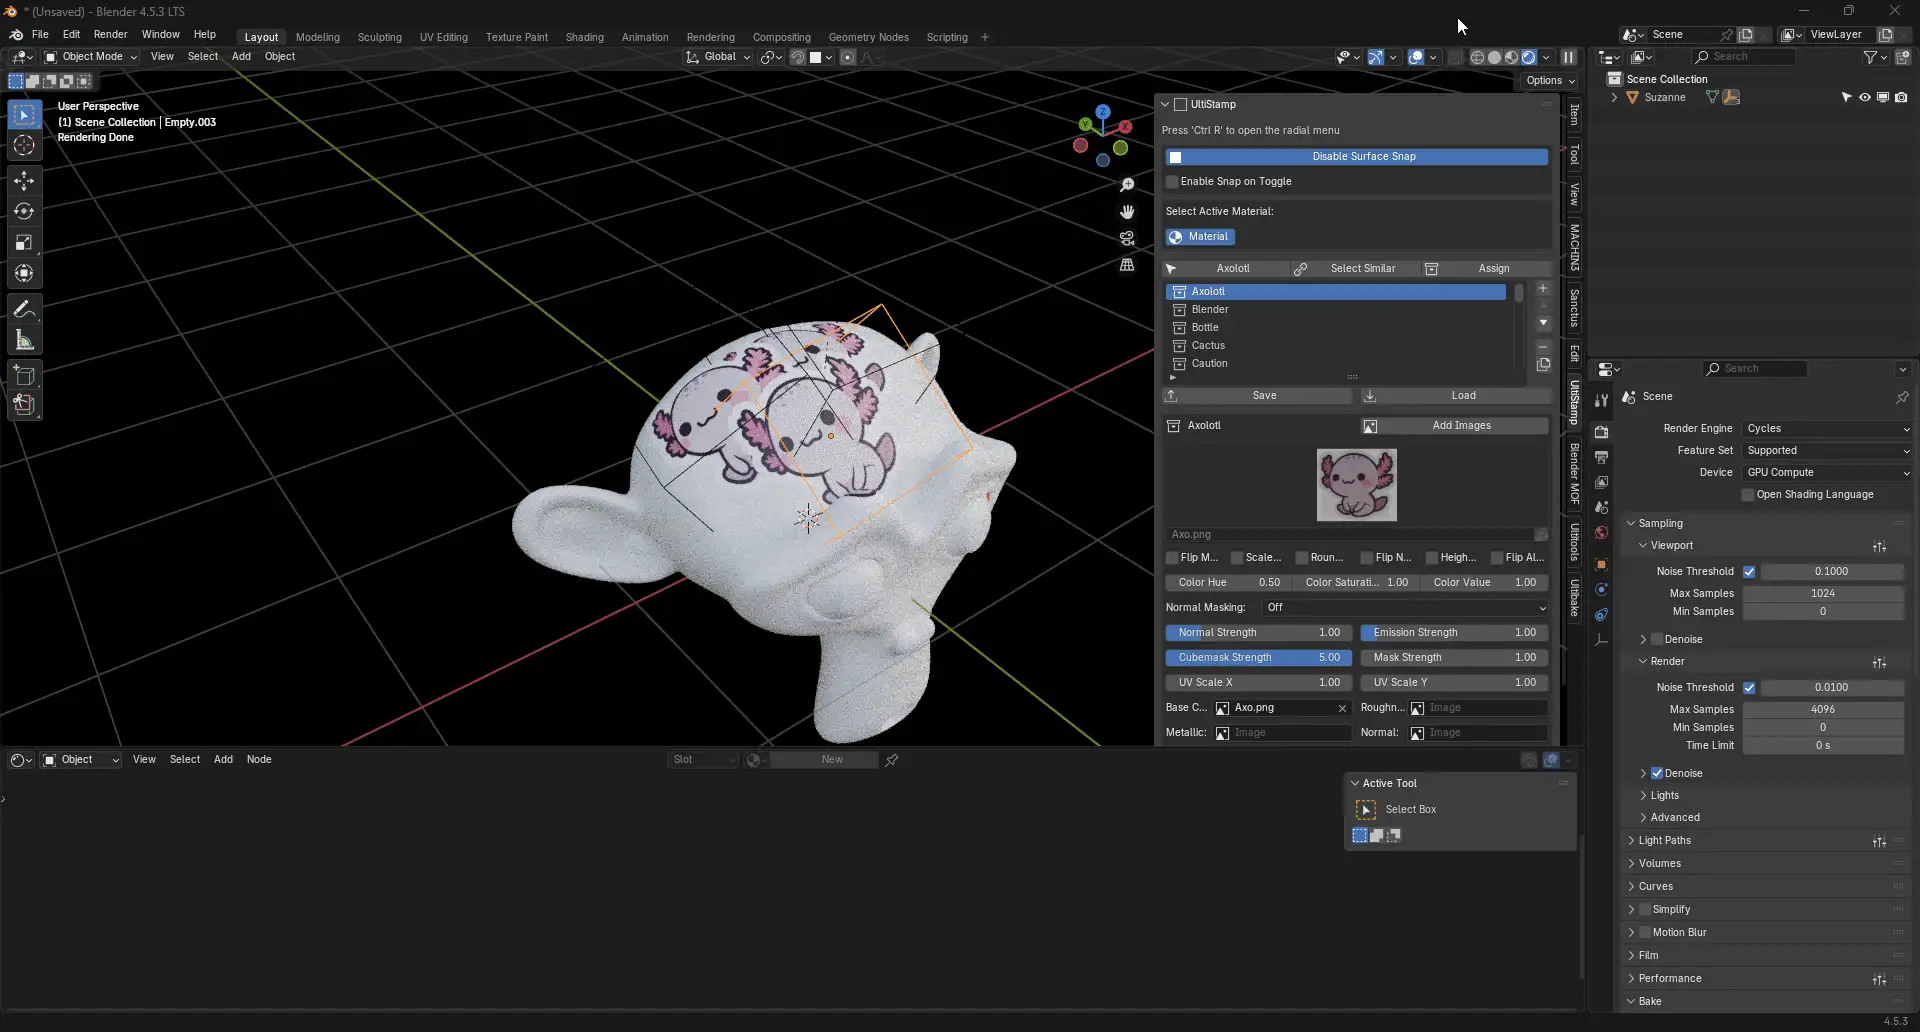 * (Unsaved) - Blender 4.5.3 LTS
File Edit Render Window Help
Layout Modeling Sculpting UV Editing Texture Paint Shading Animation Rendering Compositing Geometry Nodes Scripting +
Scene ViewLayer
Object Mode View Select Add Object
Global
Search
Options
User Perspective
(1) Scene Collection | Empty.003
Rendering Done
Z
Y
X
Scene Collection
Suzanne
3
UltiStamp
Press 'Ctrl R' to open the radial menu
Disable Surface Snap
Enable Snap on Toggle
Select Active Material:
Material
Axolotl Select Similar Assign
Axolotl
Blender
Bottle
Cactus
Caution
Save Load
Axolotl Add Images
Axo.png
Flip M... Scale... Roun... Flip N... Heigh... Flip Al...
Color Hue 0.50 Color Saturati... 1.00 Color Value 1.00
Normal Masking: Off
Normal Strength 1.00 Emission Strength 1.00
Cubemask Strength 5.00 Mask Strength 1.00
UV Scale X 1.00 UV Scale Y 1.00
Base C... Axo.png Roughn... Image
Metallic: Image Normal: Image
Item
Tool
View
MACHIN3
Sanctus
Edit
UltiStamp
Blender MOF
Ultitools
Ultibake
Search
Scene
Render Engine Cycles
Feature Set Supported
Device GPU Compute
Open Shading Language
Sampling
Viewport
Noise Threshold 0.1000
Max Samples 1024
Min Samples 0
Denoise
Render
Noise Threshold 0.0100
Max Samples 4096
Min Samples 0
Time Limit 0 s
Denoise
Lights
Advanced
Light Paths
Volumes
Curves
Simplify
Motion Blur
Film
Performance
Bake
Object View Select Add Node
Slot New
Active Tool
Select Box
4.5.3